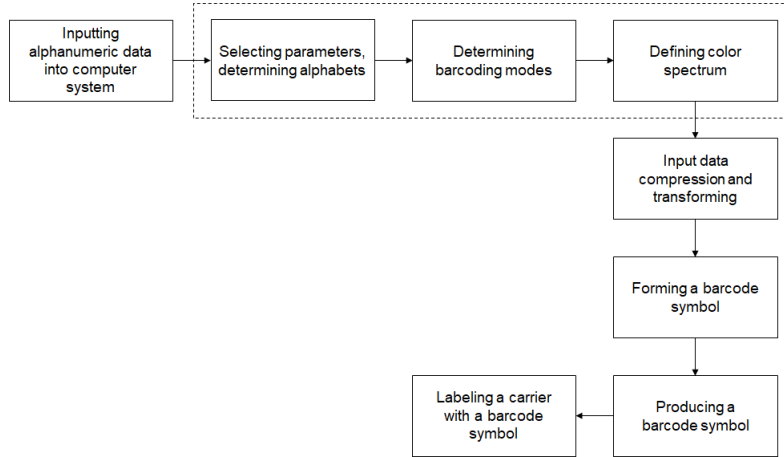 Inputting
alphanumeric data
into computer
system
Selecting parameters,
determining alphabets
Determining
barcoding modes
Defining color
spectrum
Input data
compression and
transforming
Forming a barcode
symbol
Producing a
barcode symbol
Labeling a carrier
with a barcode
symbol